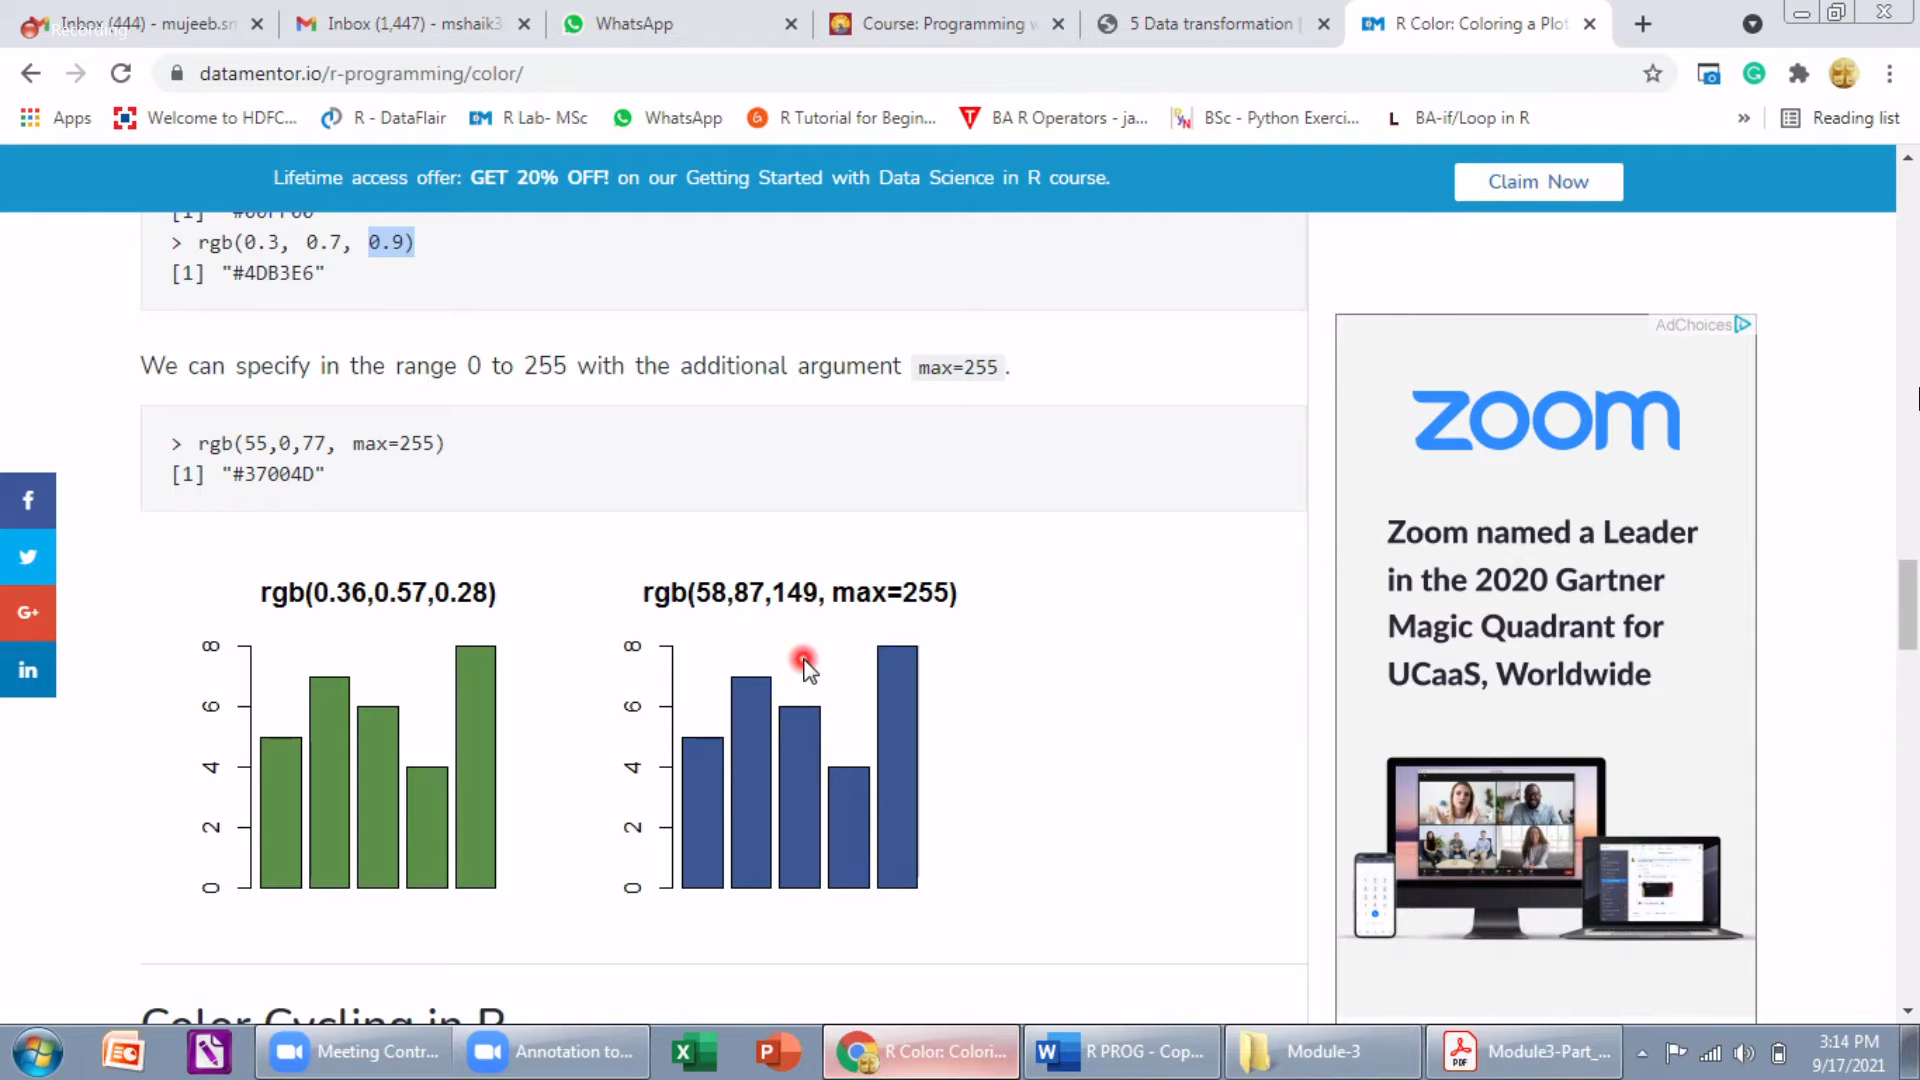 Inbox (444) - mujeeb.sn
Recording
Inbox (1,447) - mshaik3
WhatsApp
Course: Programming w
5 Data transformation |
R Color: Coloring a Plot
datamentor.io/r-programming/color/
Apps
Welcome to HDFC...
R - DataFlair
R Lab- MSc
WhatsApp
R Tutorial for Begin...
BA R Operators - ja...
BSc - Python Exerci...
BA-if/Loop in R
»
Reading list
Lifetime access offer: GET 20% OFF! on our Getting Started with Data Science in R course.
Claim Now
> rgb(0.3, 0.7, 0.9)
[1] "#4DB3E6"
We can specify in the range 0 to 255 with the additional argument max=255.
> rgb(55,0,77, max=255)
[1] "#37004D"
rgb(0.36,0.57,0.28)
8
6
4
2
0
rgb(58,87,149, max=255)
8
6
4
2
0
Color Cycling in R
AdChoices
zoom
Zoom named a Leader
in the 2020 Gartner
Magic Quadrant for
UCaaS, Worldwide
f
G+
in
Meeting Contr...
Annotation to...
R Color: Colori...
R PROG - Cop...
Module-3
Module3-Part_...
3:14 PM
9/17/2021